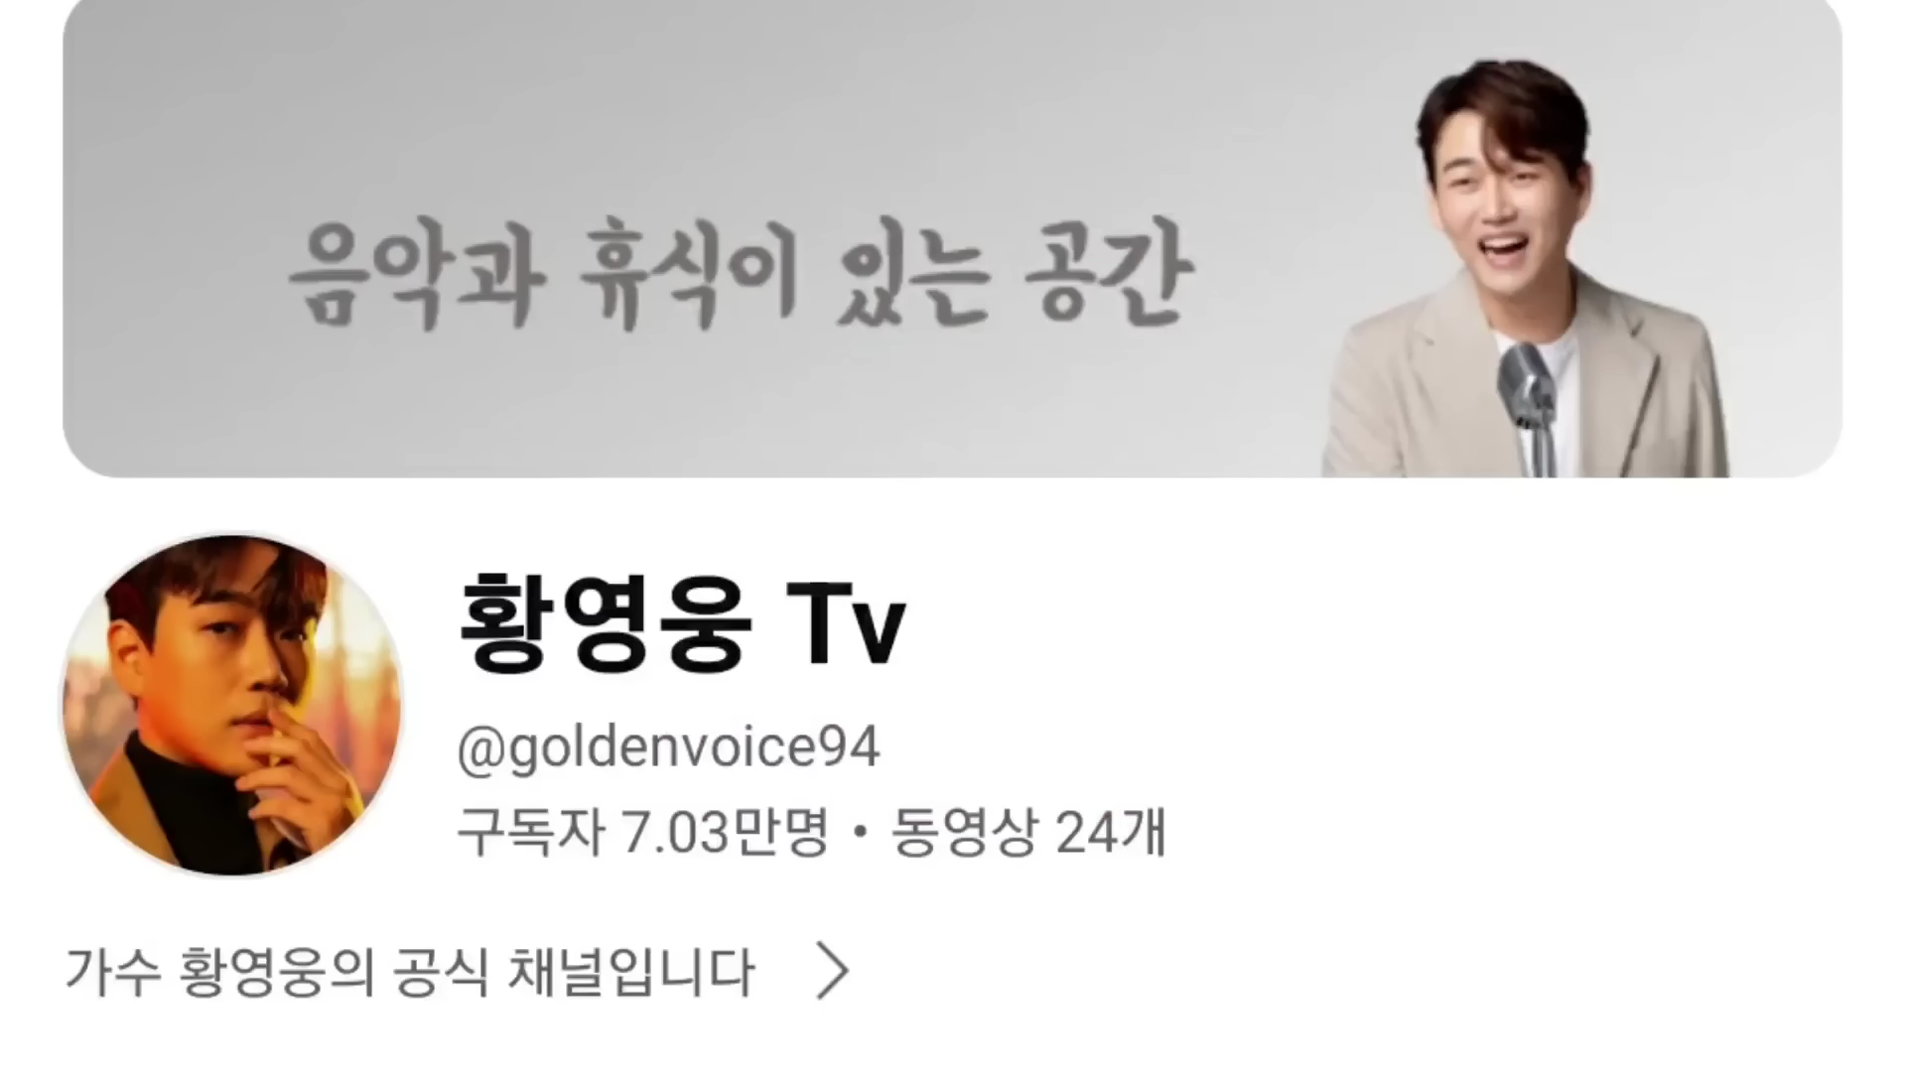 음악과 휴식이 있는 공간
황영웅 Tv
@goldenvoice94
구독자 7.03만명 • 동영상 24개
가수 황영웅의 공식 채널입니다